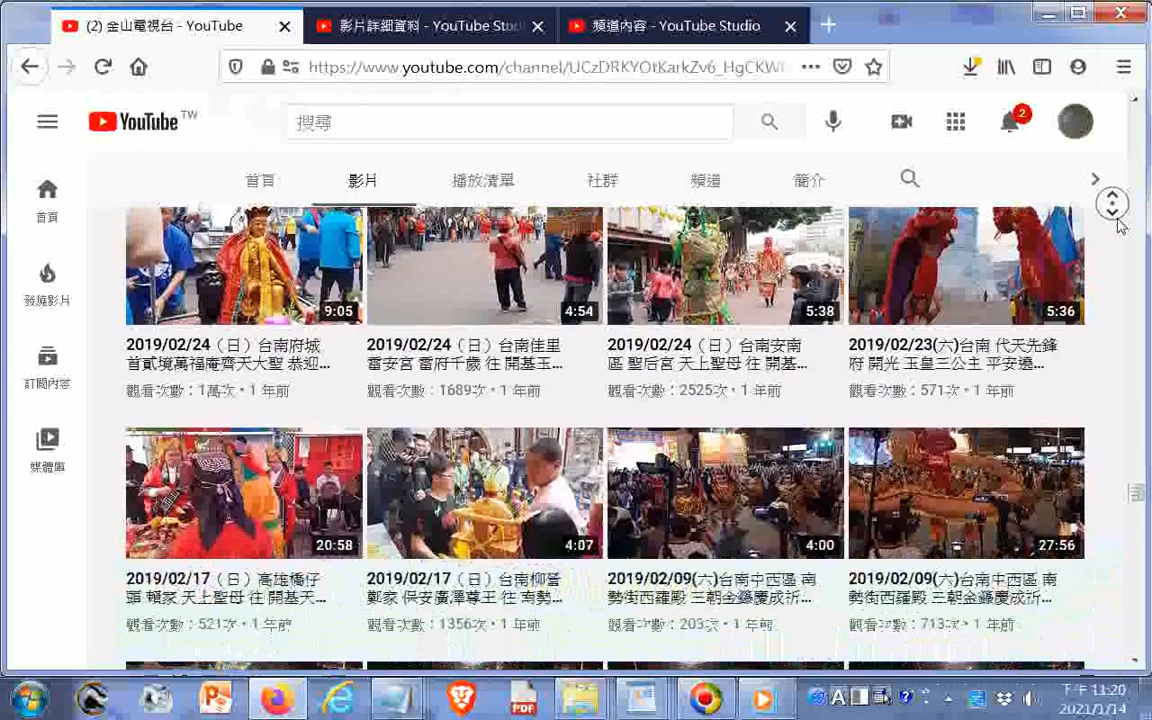 (2) 金山電視台 - YouTube
影片詳細資料 - YouTube Stu
頻道內容 - YouTube Studio
https://www.youtube.com/channel/UCzDRKYOtKarkZv6_HgCKW
YouTube TW
搜尋
2
首頁 影片 播放清單 社群 頻道 簡介
首頁
發燒影片
訂閱內容
媒體庫
9:05
4:54
5:38
5:36
2019/02/24（日）台南府城
首貳境萬福庵齊天大聖 恭迎...
觀看次數：1萬次 • 1 年前
2019/02/24（日）台南佳里
雷安宮 雷府千歲 往 開基玉...
觀看次數：1689次 • 1 年前
2019/02/24（日）台南安南
區 聖后宮 天上聖母 往 開基...
觀看次數：2525次 • 1 年前
2019/02/23(六)台南 代天先鋒
府 開光 玉皇三公主 平安遶...
觀看次數：571次 • 1 年前
20:58
4:07
4:00
27:56
2019/02/17（日）高雄橋仔
頭 賴家 天上聖母 往 開基天...
觀看次數：521次 • 1 年前
2019/02/17（日）台南柳營
鄭家 保安廣澤尊王 往 南勢...
觀看次數：1356次 • 1 年前
2019/02/09(六)台南中西區 南
勢街西羅殿 三朝金籙慶成祈...
觀看次數：203次 • 1 年前
2019/02/09(六)台南中西區 南
勢街西羅殿 三朝金籙慶成祈...
觀看次數：713次 • 1 年前
PDF
A
下午 11:20
2021/1/14